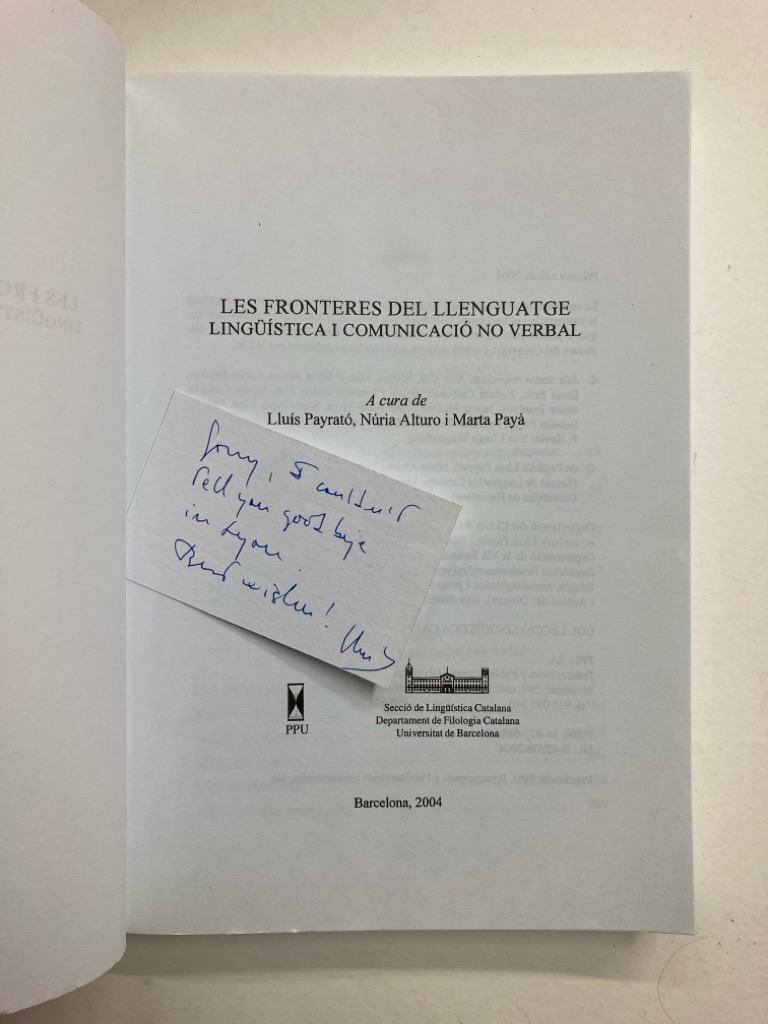 LES FRONTERES DEL LLENGUATGE
LINGÜÍSTICA I COMUNICACIÓ NO VERBAL
A cura de
Lluís Payrató, Núria Alturo i Marta Payà
Sorry, I couldn't
tell you good bye
in Lyon.
Best wishes!
Lluís
PPU
Secció de Lingüística Catalana
Departament de Filologia Catalana
Universitat de Barcelona
Barcelona, 2004